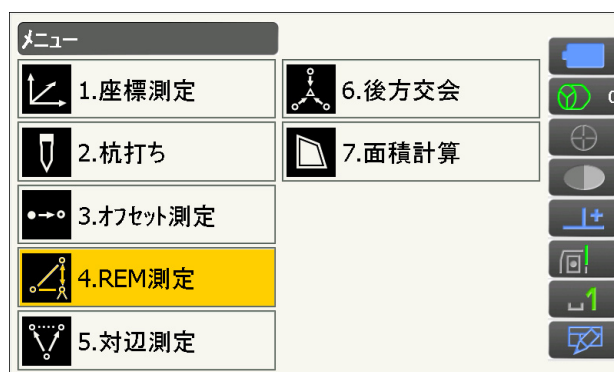 メニュー
1.座標測定
2.杭打ち
3.オフセット測定
4.REM測定
5.対辺測定
6.後方交会
7.面積計算
1